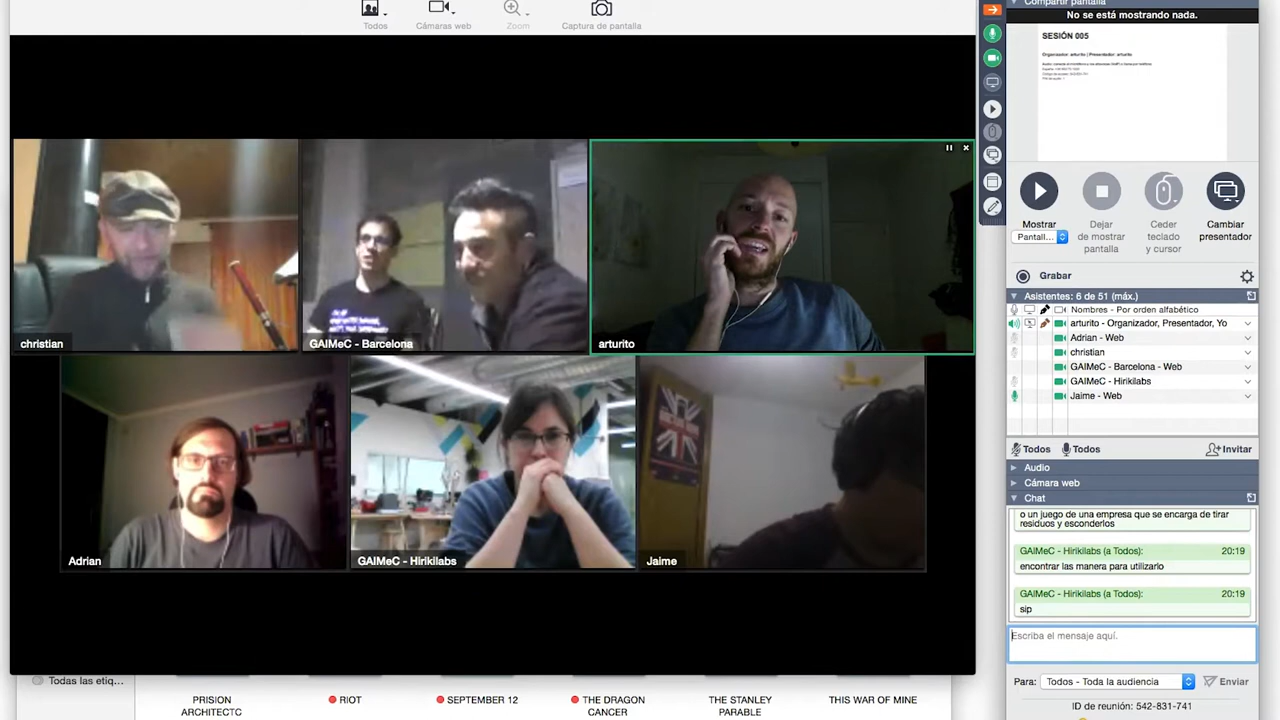 Compartir pantalla
No se está mostrando nada.
Todos
Cámaras web
Zoom
Captura de pantalla
SESIÓN 005
Organizador: arturito | Presentador: arturito
christian
GAIMeC - Barcelona
arturito
Adrian
GAIMeC - Hirikilabs
Jaime
Mostrar
Pantall...
Dejar
de mostrar
pantalla
Ceder
teclado
y cursor
Cambiar
presentador
Grabar
Asistentes: 6 de 51 (máx.)
Nombres - Por orden alfabético
arturito - Organizador, Presentador, Yo
Adrian - Web
christian
GAIMeC - Barcelona - Web
GAIMeC - Hirikilabs
Jaime - Web
Todos
Todos
Invitar
Audio
Cámara web
Chat
o un juego de una empresa que se encarga de tirar
residuos y esconderlos
GAIMeC - Hirikilabs (a Todos): 20:19
encontrar las manera para utilizarlo
GAIMeC - Hirikilabs (a Todos): 20:19
sip
Escriba el mensaje aquí.
Para: Todos - Toda la audiencia Enviar
ID de reunión: 542-831-741
Todas las etiq...
PRISION
ARCHITECTC
RIOT
SEPTEMBER 12
THE DRAGON
CANCER
THE STANLEY
PARABLE
THIS WAR OF MINE